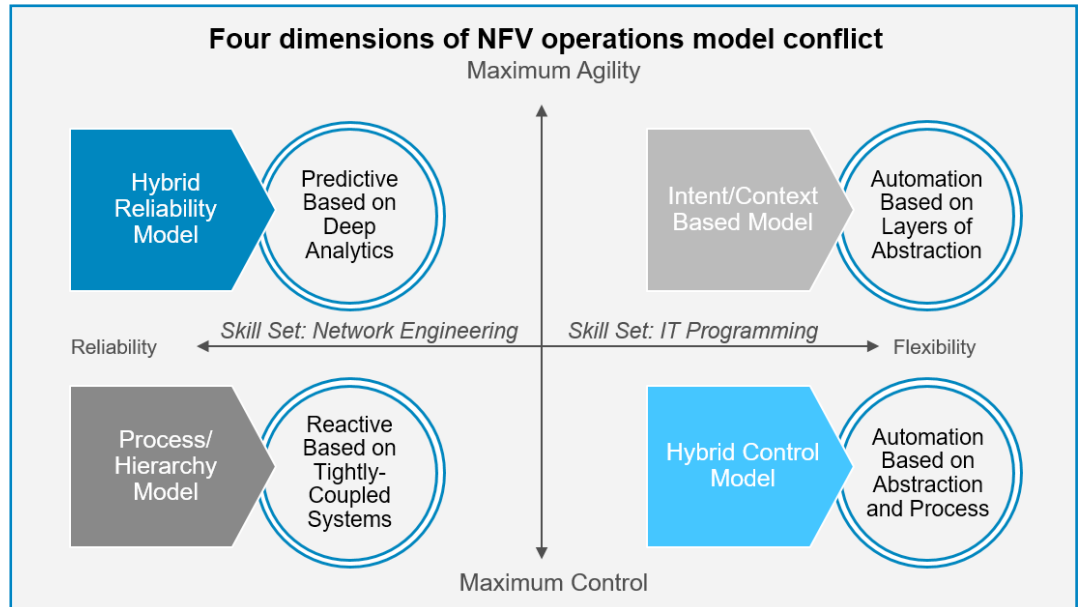 Four dimensions of NFV operations model conflict
Maximum Agility
Hybrid
Reliability
Model
Predictive
Based on
Deep
Analytics
Intent/Context
Based Model
Automation
Based on
Layers of
Abstraction
Skill Set: Network Engineering
Skill Set: IT Programming
Reliability
Flexibility
Process/
Hierarchy
Model
Reactive
Based on
Tightly-
Coupled
Systems
Hybrid Control
Model
Automation
Based on
Abstraction
and Process
Maximum Control